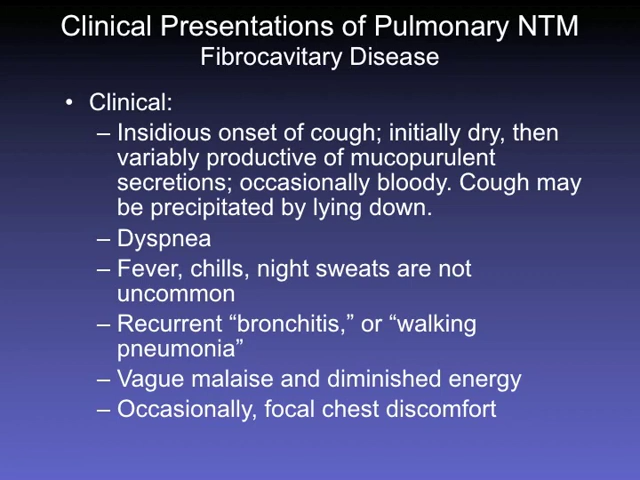 Clinical Presentations of Pulmonary NTM
Fibrocavitary Disease
• Clinical:
– Insidious onset of cough; initially dry, then
variably productive of mucopurulent
secretions; occasionally bloody. Cough may
be precipitated by lying down.
– Dyspnea
– Fever, chills, night sweats are not
uncommon
– Recurrent “bronchitis,” or “walking
pneumonia”
– Vague malaise and diminished energy
– Occasionally, focal chest discomfort